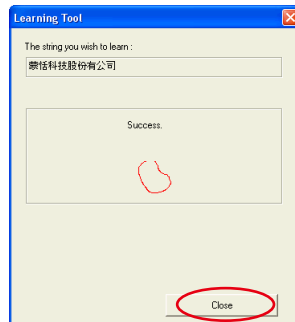 Learning Tool
The string you wish to learn :
蒙恬科技股份有公司
Success.
Close